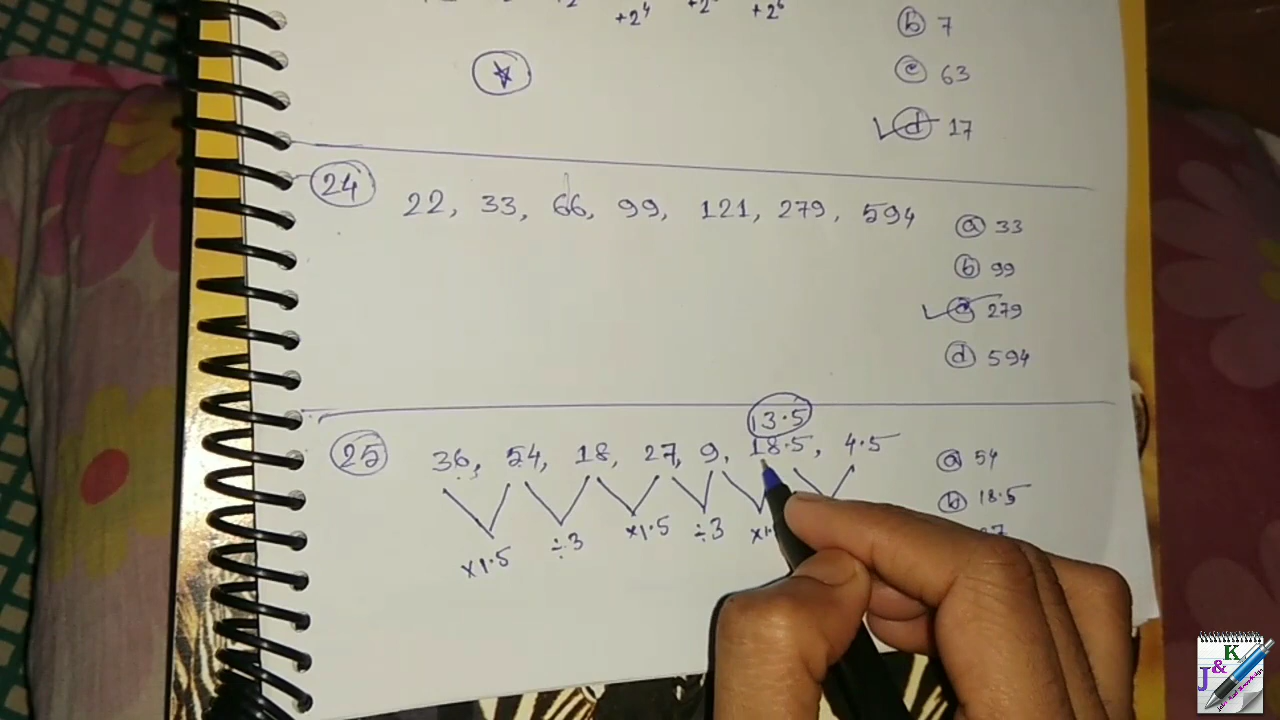 +2⁴ +2⁶
ⓑ 7
ⓒ 63
ⓓ 17
24 22, 33, 66, 99, 121, 279, 594
ⓐ 33
ⓑ 99
ⓒ 279
ⓓ 594
13.5
25 36, 54, 18, 27, 9, 18.5, 4.5
×1.5 ÷3 ×1.5 ÷3
ⓐ 54
ⓑ 18.5
J & K